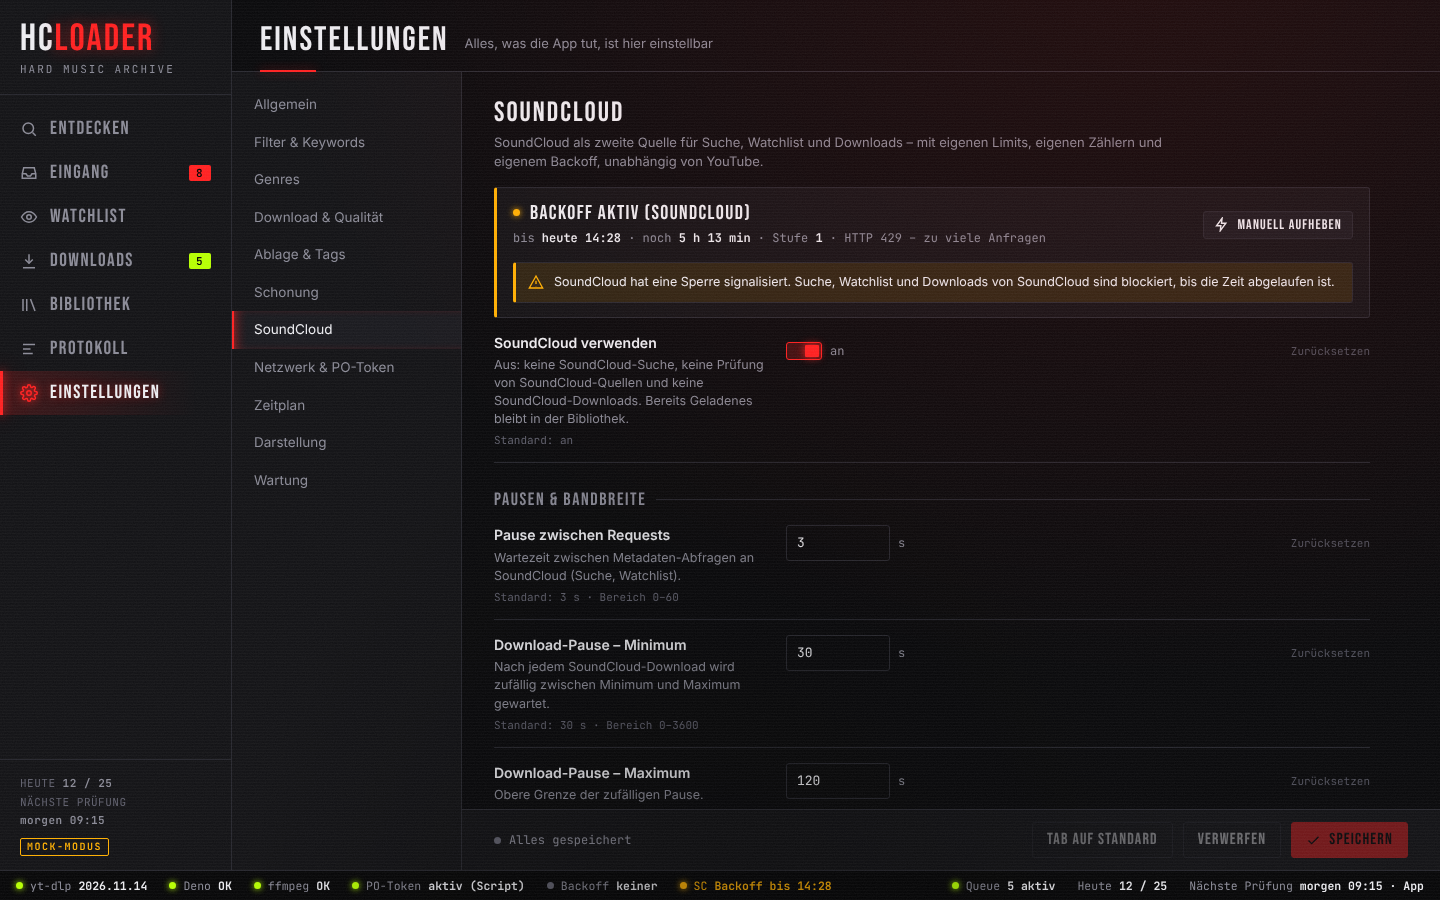 HCLOADER
HARD MUSIC ARCHIVE
ENTDECKEN
EINGANG 8
WATCHLIST
DOWNLOADS 5
BIBLIOTHEK
PROTOKOLL
EINSTELLUNGEN
HEUTE 12 / 25
NÄCHSTE PRÜFUNG
morgen 09:15
MOCK-MODUS
EINSTELLUNGEN Alles, was die App tut, ist hier einstellbar
Allgemein
Filter & Keywords
Genres
Download & Qualität
Ablage & Tags
Schonung
SoundCloud
Netzwerk & PO-Token
Zeitplan
Darstellung
Wartung
SOUNDCLOUD
SoundCloud als zweite Quelle für Suche, Watchlist und Downloads – mit eigenen Limits, eigenen Zählern und
eigenem Backoff, unabhängig von YouTube.
BACKOFF AKTIV (SOUNDCLOUD)
bis heute 14:28 · noch 5 h 13 min · Stufe 1 · HTTP 429 – zu viele Anfragen
MANUELL AUFHEBEN
SoundCloud hat eine Sperre signalisiert. Suche, Watchlist und Downloads von SoundCloud sind blockiert, bis die Zeit abgelaufen ist.
SoundCloud verwenden
Aus: keine SoundCloud-Suche, keine Prüfung
von SoundCloud-Quellen und keine
SoundCloud-Downloads. Bereits Geladenes
bleibt in der Bibliothek.
Standard: an
an
Zurücksetzen
PAUSEN & BANDBREITE
Pause zwischen Requests
Wartezeit zwischen Metadaten-Abfragen an
SoundCloud (Suche, Watchlist).
Standard: 3 s · Bereich 0–60
3 s
Zurücksetzen
Download-Pause – Minimum
Nach jedem SoundCloud-Download wird
zufällig zwischen Minimum und Maximum
gewartet.
Standard: 30 s · Bereich 0–3600
30 s
Zurücksetzen
Download-Pause – Maximum
Obere Grenze der zufälligen Pause.
120 s
Zurücksetzen
Alles gespeichert
TAB AUF STANDARD
VERWERFEN
SPEICHERN
yt-dlp 2026.11.14 Deno OK ffmpeg OK PO-Token aktiv (Script) Backoff keiner SC Backoff bis 14:28 Queue 5 aktiv Heute 12 / 25 Nächste Prüfung morgen 09:15 · App